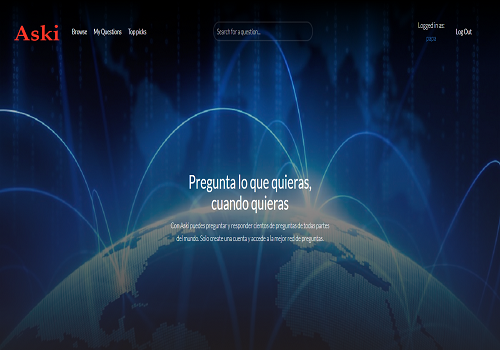 Aski
Browse My Questions Top picks
Search for a question...
Logged in as:
Log Out
Pregunta lo que quieras,
cuando quieras
Con Aski puedes preguntar y responder cientos de preguntas de todas partes
del mundo. Solo create una cuenta y accede a la mejor red de preguntas.